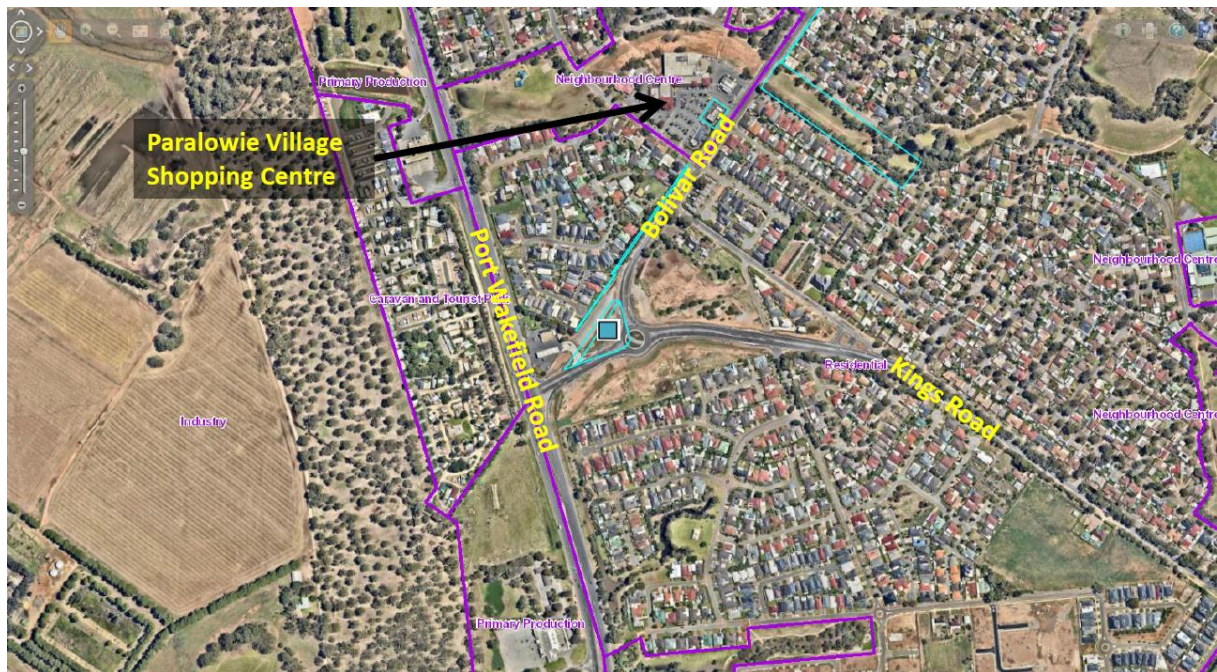 Primary Production
Neighbourhood Centre
Paralowie Village
Shopping Centre
Bolivar Road
Neighbourhood Centre
Port Wakefield Road
Caravan and Tourist P
Residential
Kings Road
Industry
Neighbourhood Centre
Primary Production